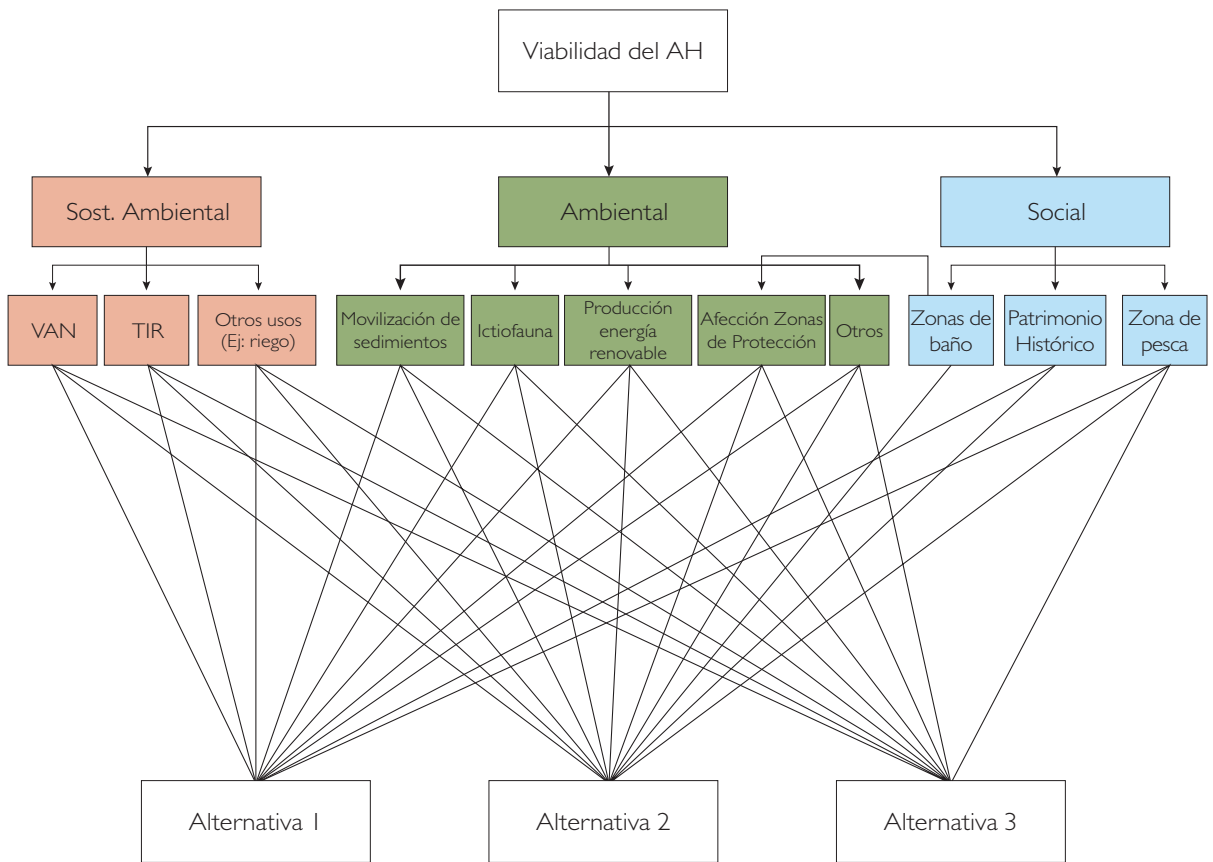 Viabilidad del AH
Sost. Ambiental
Ambiental
Social
VAN
TIR
Otros usos
(Ej: riego)
Movilización de
sedimientos
Ictiofauna
Producción
energía
renovable
Afección Zonas
de Protección
Otros
Zonas de
baño
Patrimonio
Histórico
Zona de
pesca
Alternativa 1
Alternativa 2
Alternativa 3